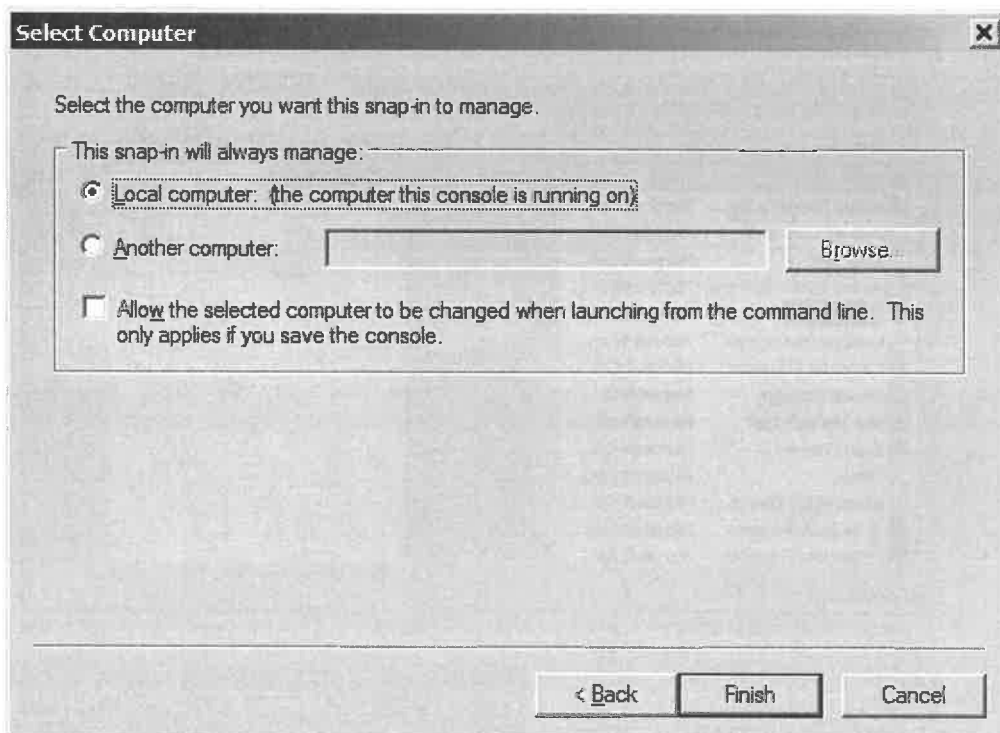 Select Computer
Select the computer you want this snap-in to manage.
This snap-in will always manage:
Local computer: (the computer this console is running on)
Another computer:
Browse...
Allow the selected computer to be changed when launching from the command line. This
only applies if you save the console.
< Back
Finish
Cancel